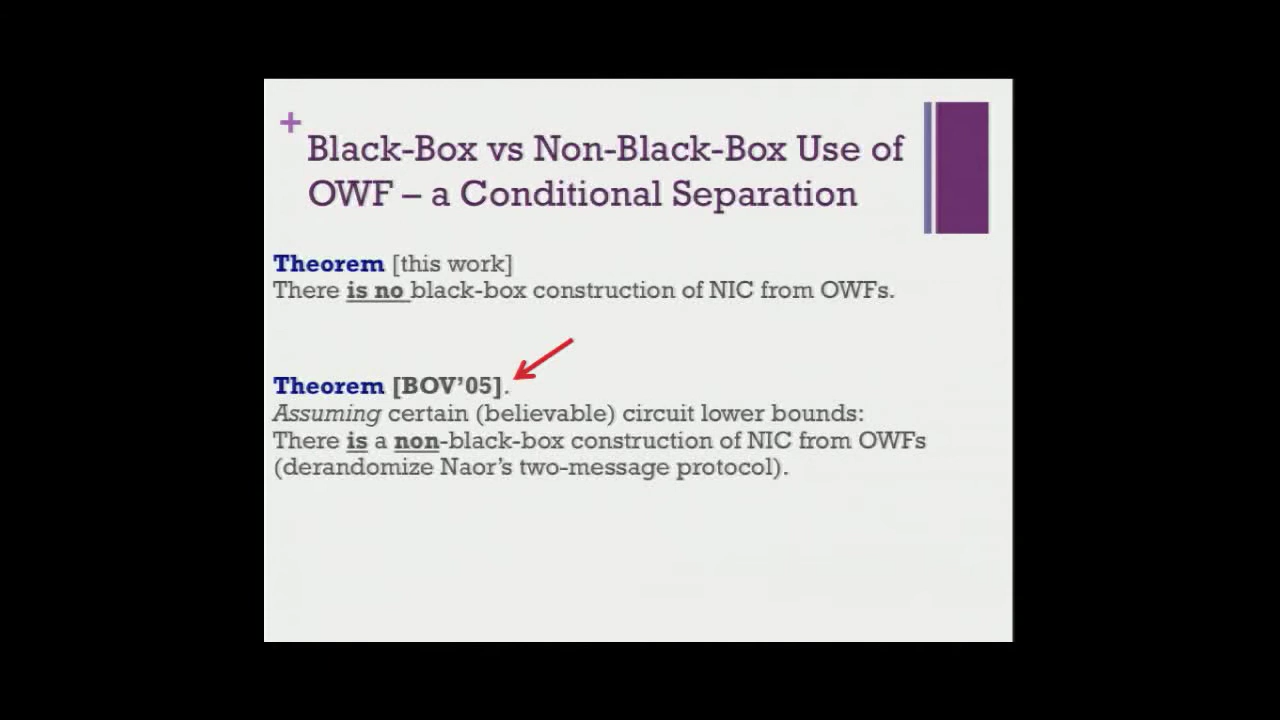 +
Black-Box vs Non-Black-Box Use of
OWF – a Conditional Separation
Theorem [this work]
There is no black-box construction of NIC from OWFs.
Theorem [BOV'05].
Assuming certain (believable) circuit lower bounds:
There is a non-black-box construction of NIC from OWFs
(derandomize Naor's two-message protocol).